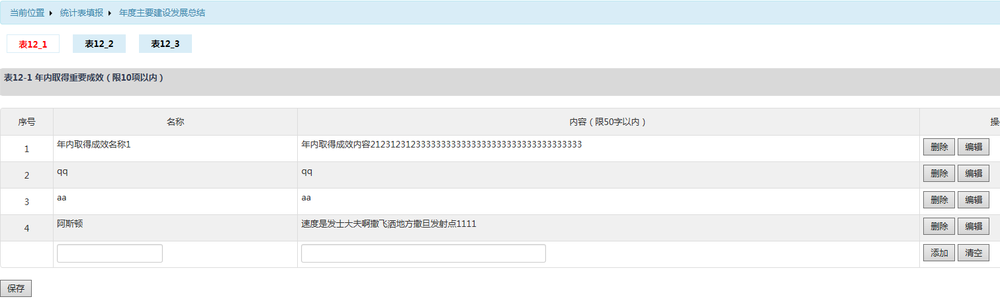 当前位置 统计表填报 年度主要建设发展总结
表12_1 表12_2 表12_3
表12-1 年内取得重要成效（限10项以内）
序号 名称 内容（限50字以内）
1 年内取得成效名称1 年内取得成效内容2123123123333333333333333333333333333333333 删除 编辑
2 qq qq 删除 编辑
3 aa aa 删除 编辑
4 阿斯顿 速度是发士大夫啊撒飞洒地方撒旦发射点1111 删除 编辑
添加 清空
保存